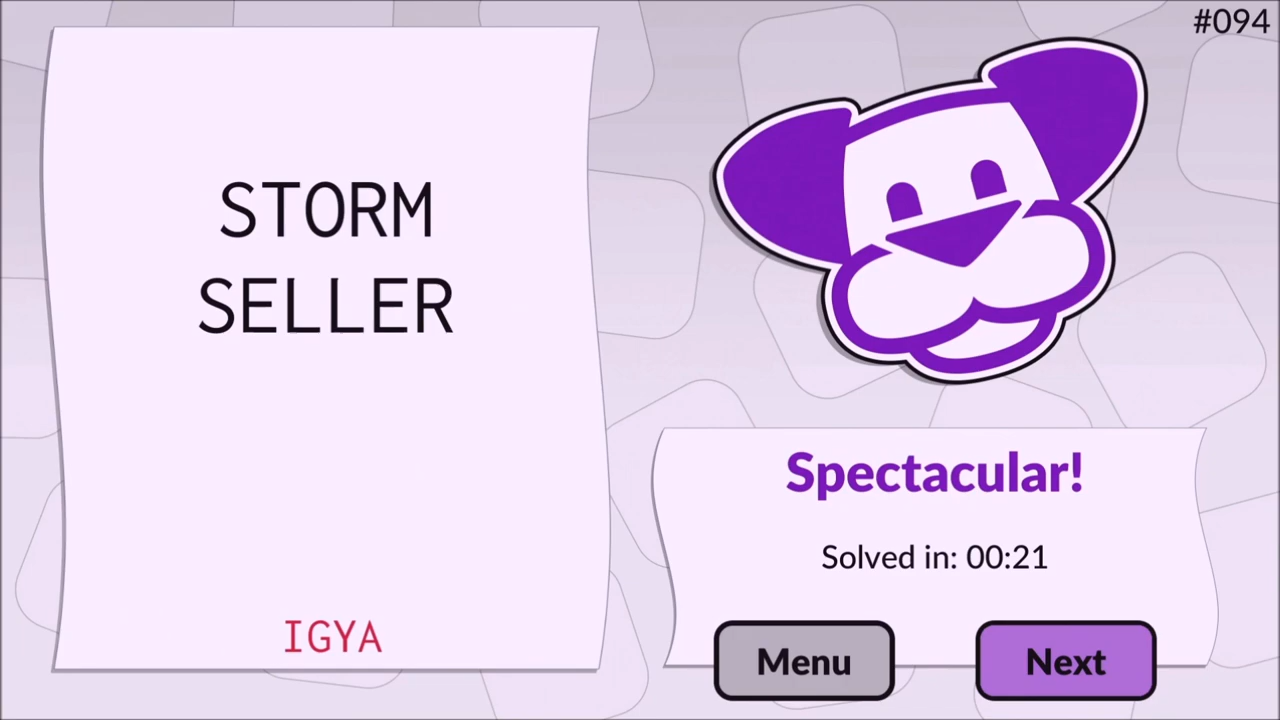 #094
STORM
SELLER
IGYA
Spectacular!
Solved in: 00:21
Menu
Next